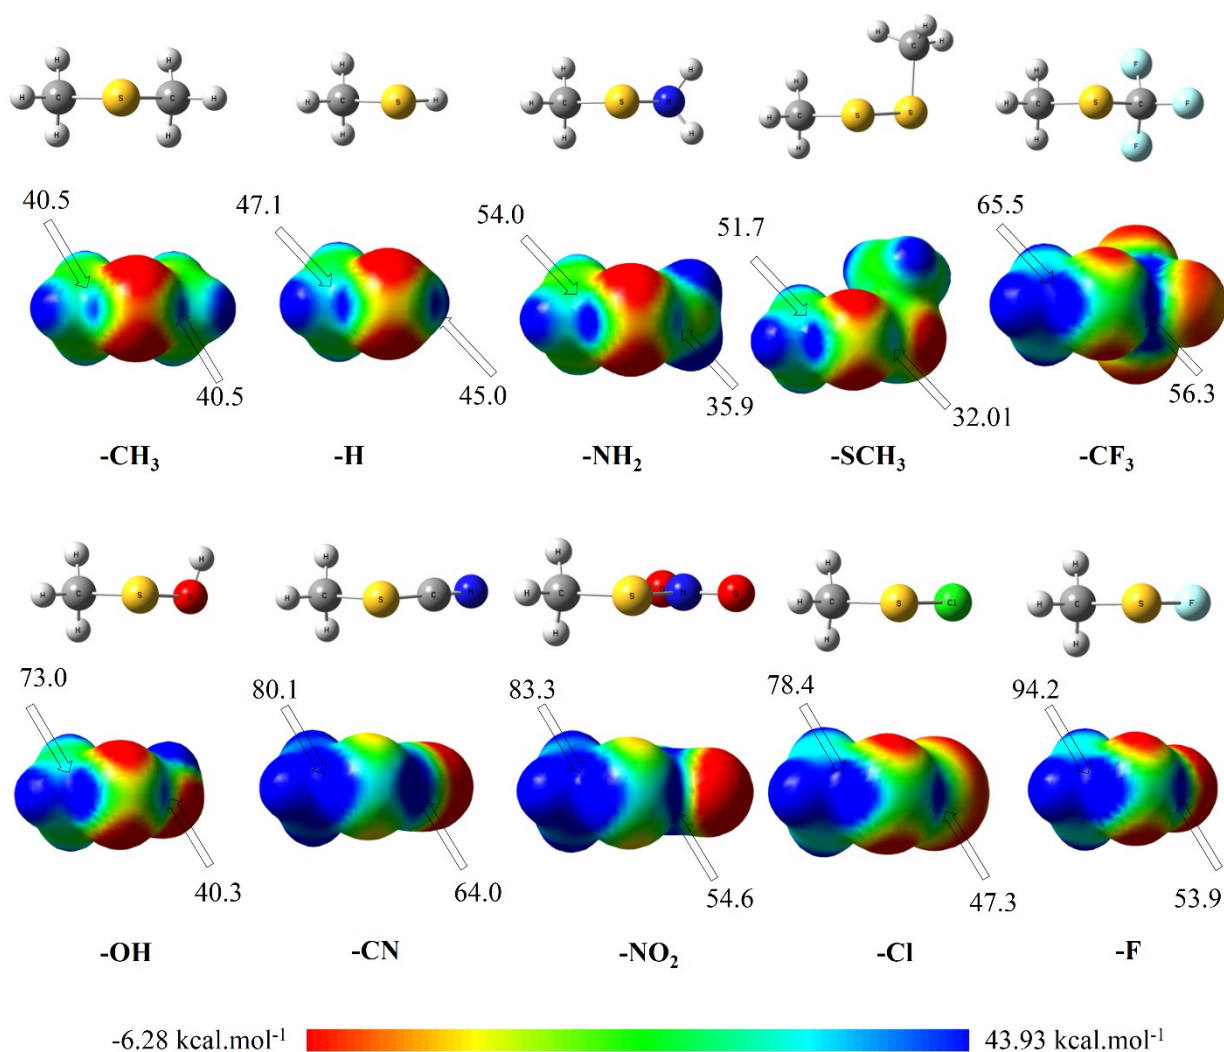 H H H H H H C S C
H H H C S H
H H H C S N H H
H H H C S S C H H H
H H H C S C F F F
40.5 47.1 54.0 51.7 65.5
40.5 45.0 35.9 32.01 56.3
-CH₃ -H -NH₂ -SCH₃ -CF₃
H H H C S O H
H H H C S C N
H H H C S O N O
H H H C S Cl
H H H C S F
73.0 80.1 83.3 78.4 94.2
40.3 64.0 54.6 47.3 53.9
-OH -CN -NO₂ -Cl -F
-6.28 kcal.mol⁻¹ 43.93 kcal.mol⁻¹